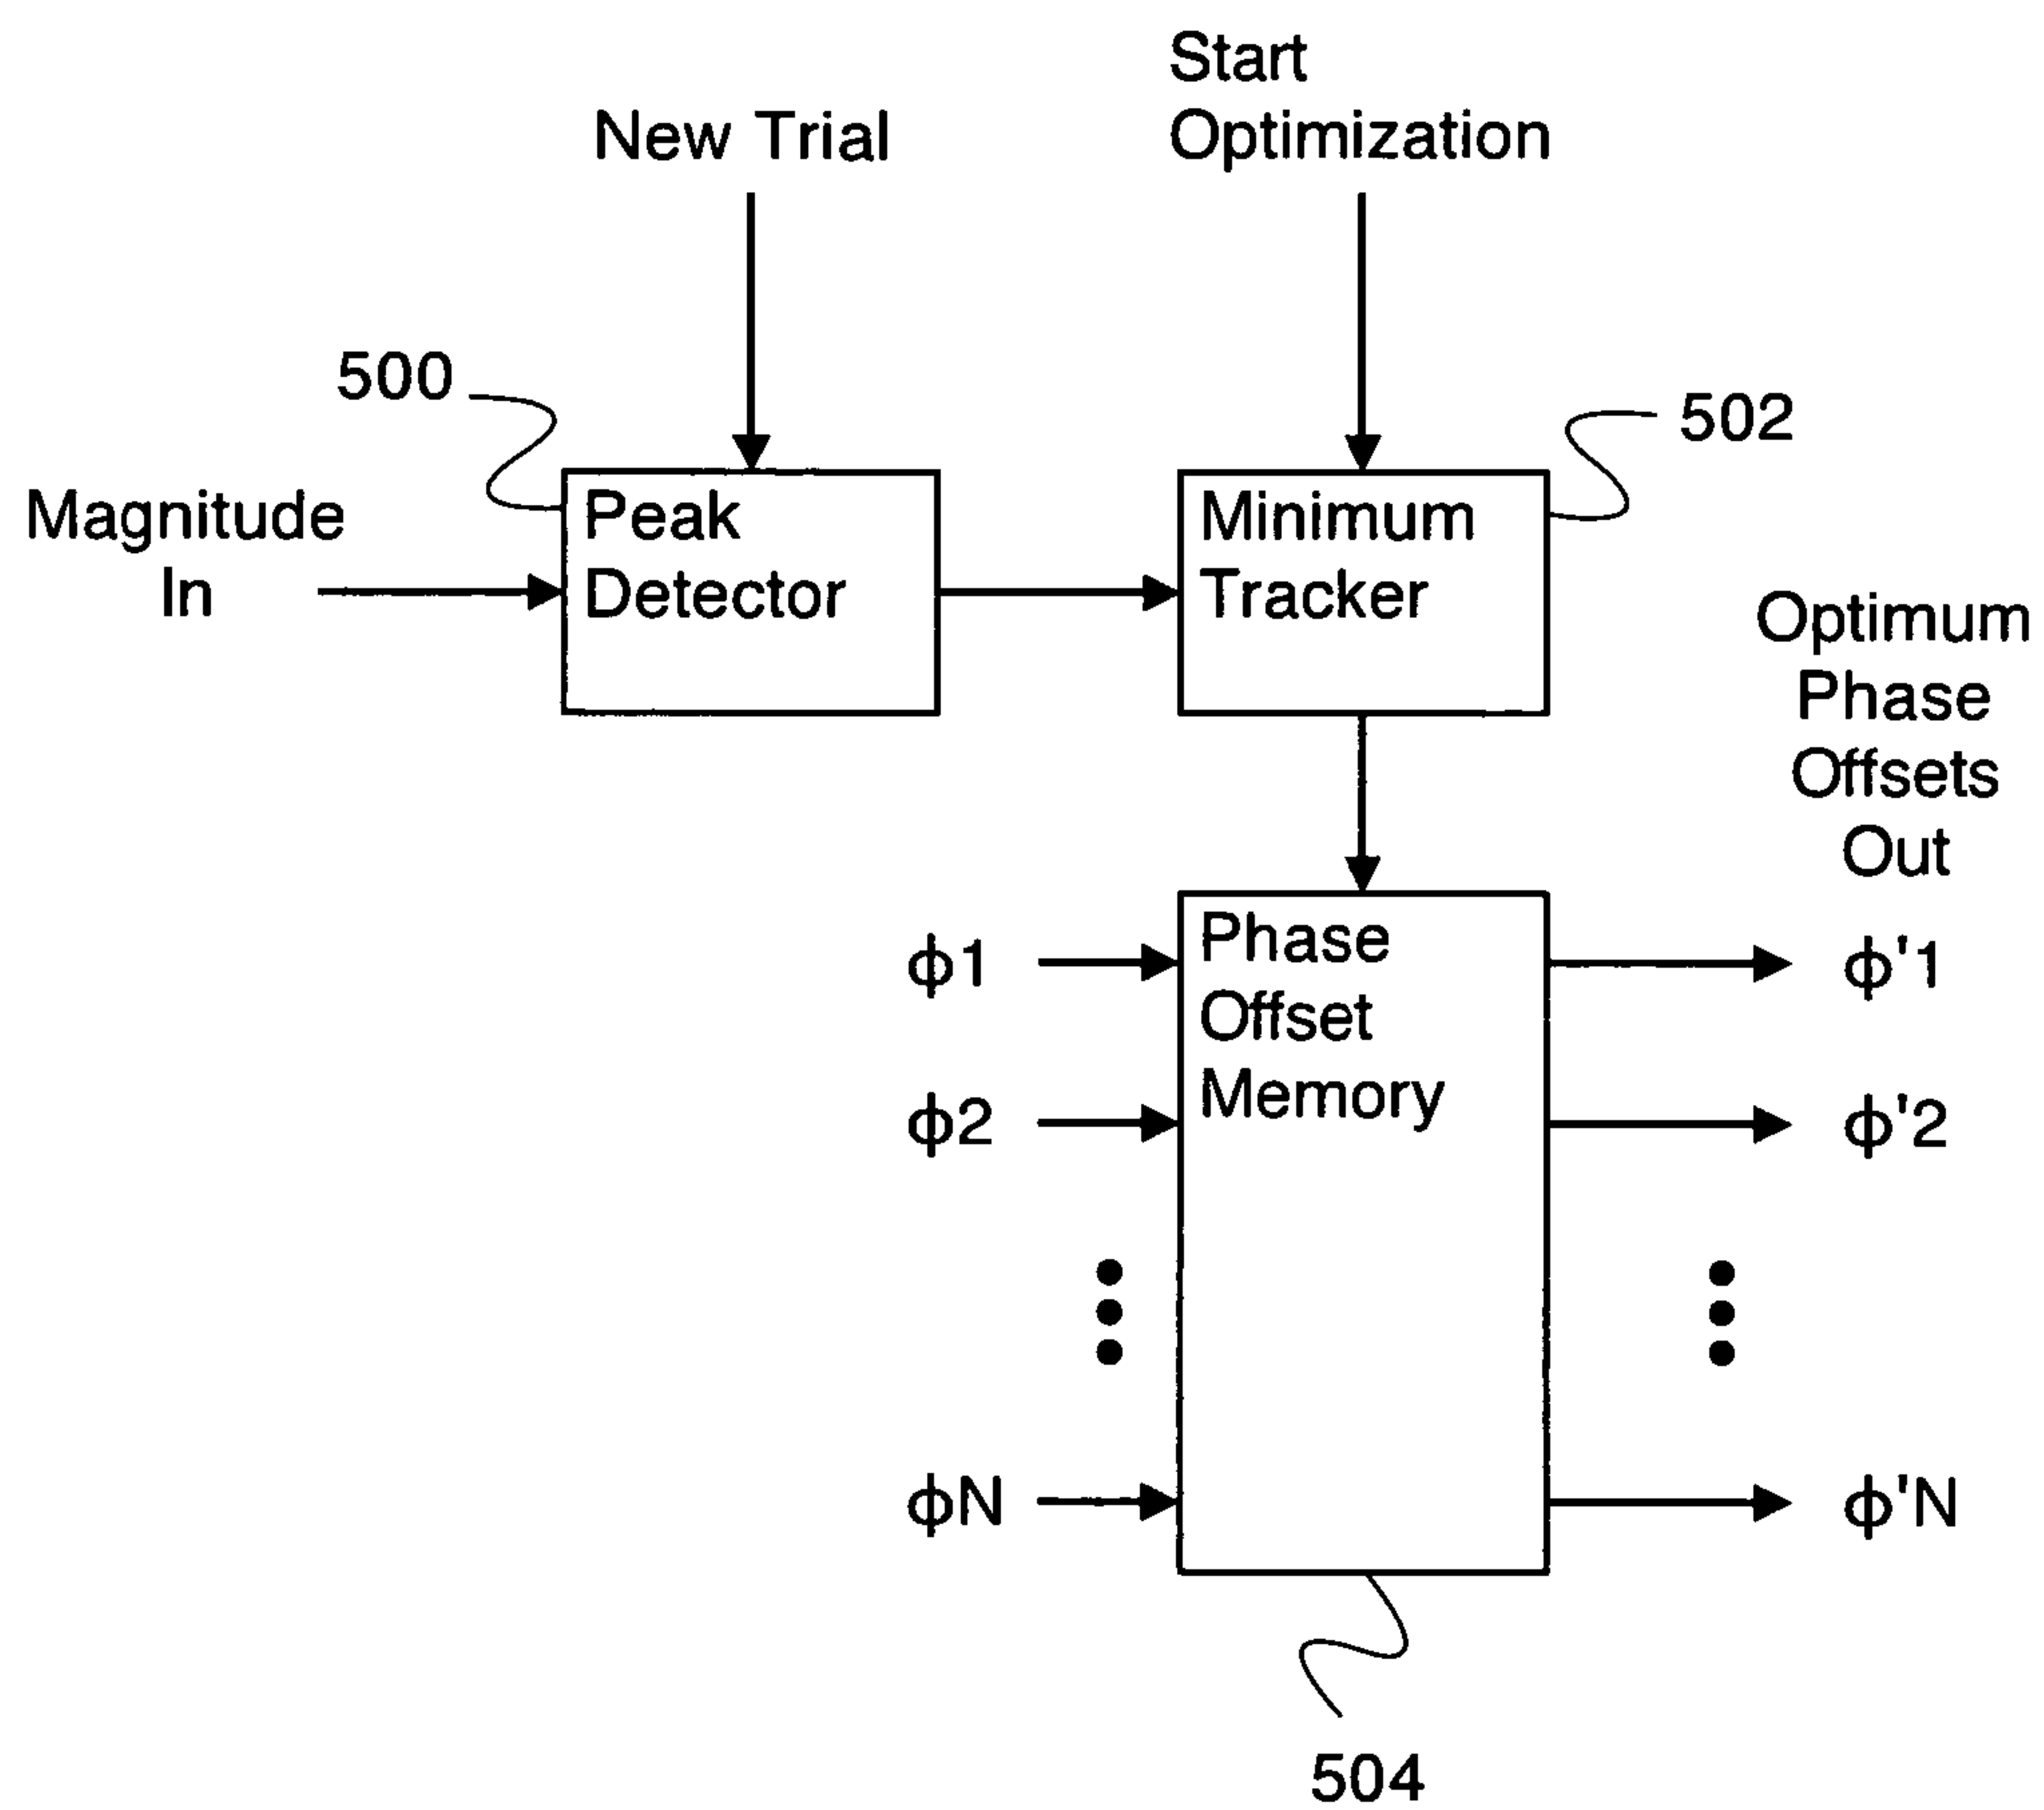 Start
Optimization
New Trial
500
502
Magnitude
In
Peak
Detector
Minimum
Tracker
Optimum
Phase
Offsets
Out
Phase
Offset
Memory
ϕ1
ϕ'1
ϕ2
ϕ'2
ϕN
ϕ'N
504